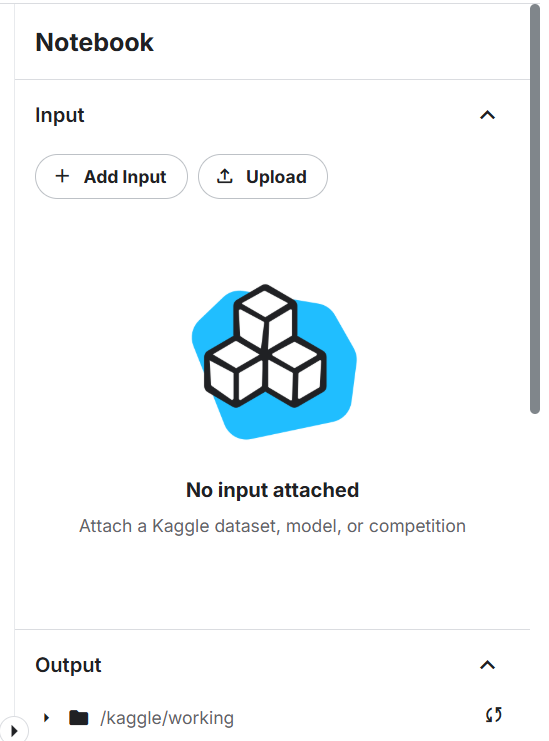 Notebook
Input
Add Input
Upload
No input attached
Attach a Kaggle dataset, model, or competition
Output
/kaggle/working